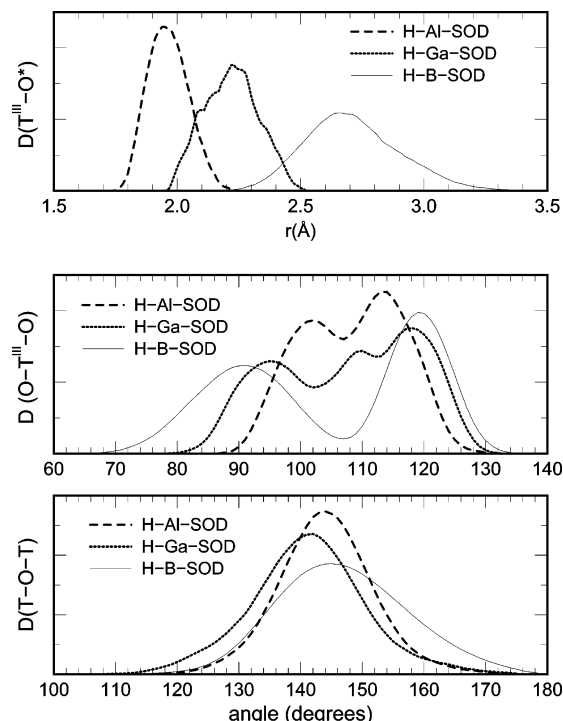 H−Al−SOD
H−Ga−SOD
H−B−SOD
D(Tᴵᴵᴵ−O*)
1.5 2.0 2.5 3.0 3.5
r(Å)
H−Al−SOD
H−Ga−SOD
H−B−SOD
D (O−Tᴵᴵᴵ−O)
60 70 80 90 100 110 120 130 140
H−Al−SOD
H−Ga−SOD
H−B−SOD
D(T−O−T)
100 110 120 130 140 150 160 170 180
angle (degrees)